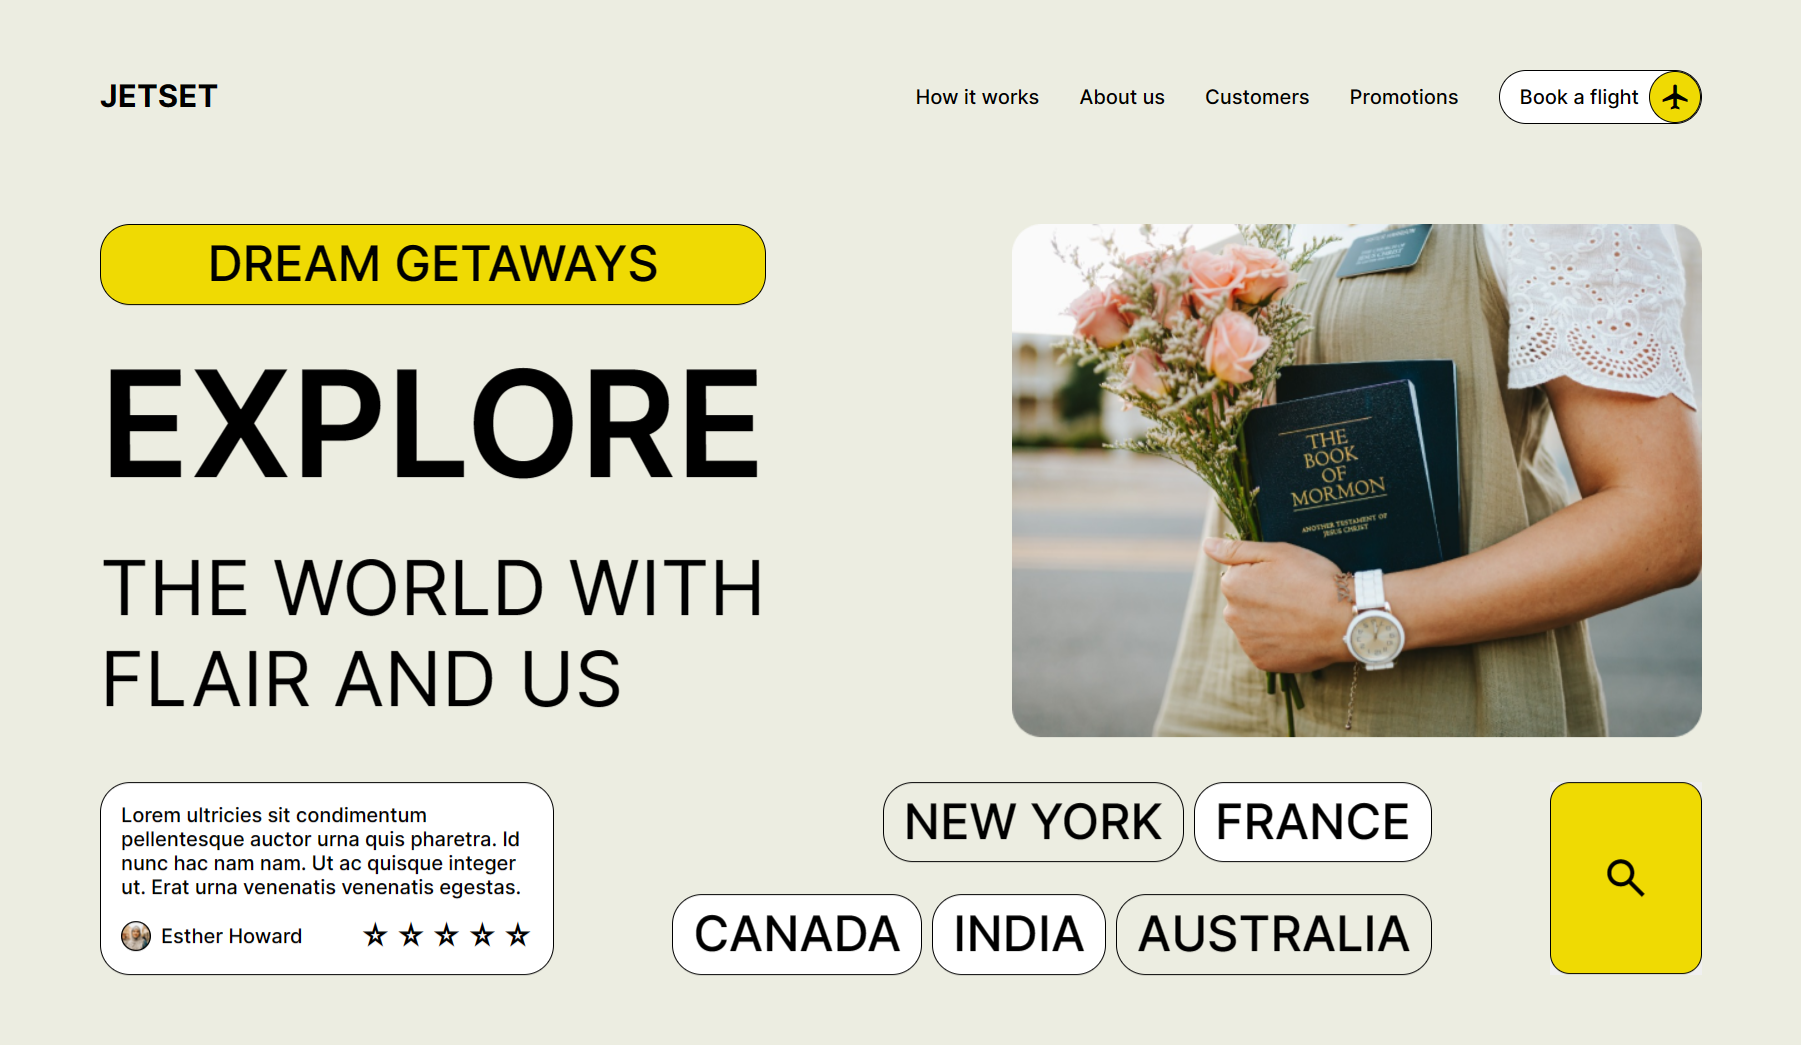 JETSET
How it works
About us
Customers
Promotions
Book a flight
DREAM GETAWAYS
EXPLORE
THE WORLD WITH
FLAIR AND US
JESUS CHRIST
THE
BOOK
OF
MORMON
ANOTHER TESTAMENT OF
JESUS CHRIST
Lorem ultricies sit condimentum
pellentesque auctor urna quis pharetra. Id
nunc hac nam nam. Ut ac quisque integer
ut. Erat urna venenatis venenatis egestas.
Esther Howard
NEW YORK
FRANCE
CANADA
INDIA
AUSTRALIA